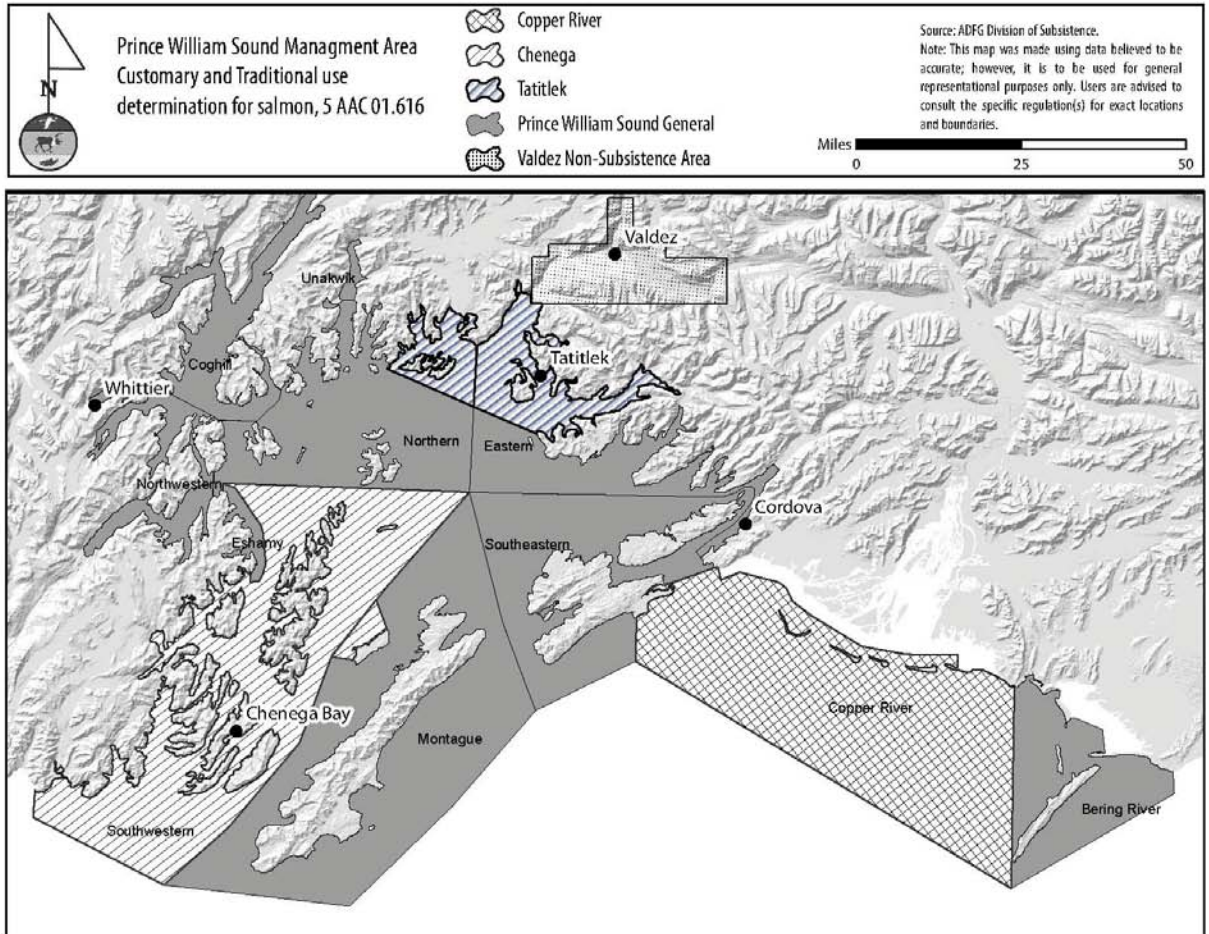 N
Prince William Sound Managment Area
Customary and Traditional use
determination for salmon, 5 AAC 01.616
Copper River
Chenega
Tatitlek
Prince William Sound General
Valdez Non-Subsistence Area
Source: ADFG Division of Subsistence.
Note: This map was made using data believed to be
accurate; however, it is to be used for general
representational purposes only. Users are advised to
consult the specific regulation(s) for exact locations
and boundaries.
Miles
0 25 50
Valdez
Unakwik
Coghill
Tatitlek
Whittier
Northern
Eastern
Northwestern
Cordova
Eshamy
Southeastern
Copper River
Chenega Bay
Montague
Bering River
Southwestern